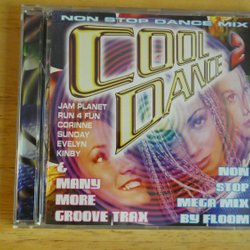 NON STOP DANCE MIX
COOL
DANCE
JAM PLANET
RUN 4 FUN
CORINNE
SUNDAY
EVELYN
KINBY
&
MANY
MORE
GROOVE TRAX
NON
STOP
MEGA MIX
BY FLOOM